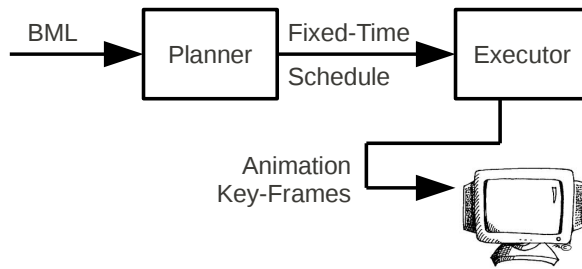 BML
Planner
Fixed-Time
Schedule
Executor
Animation
Key-Frames